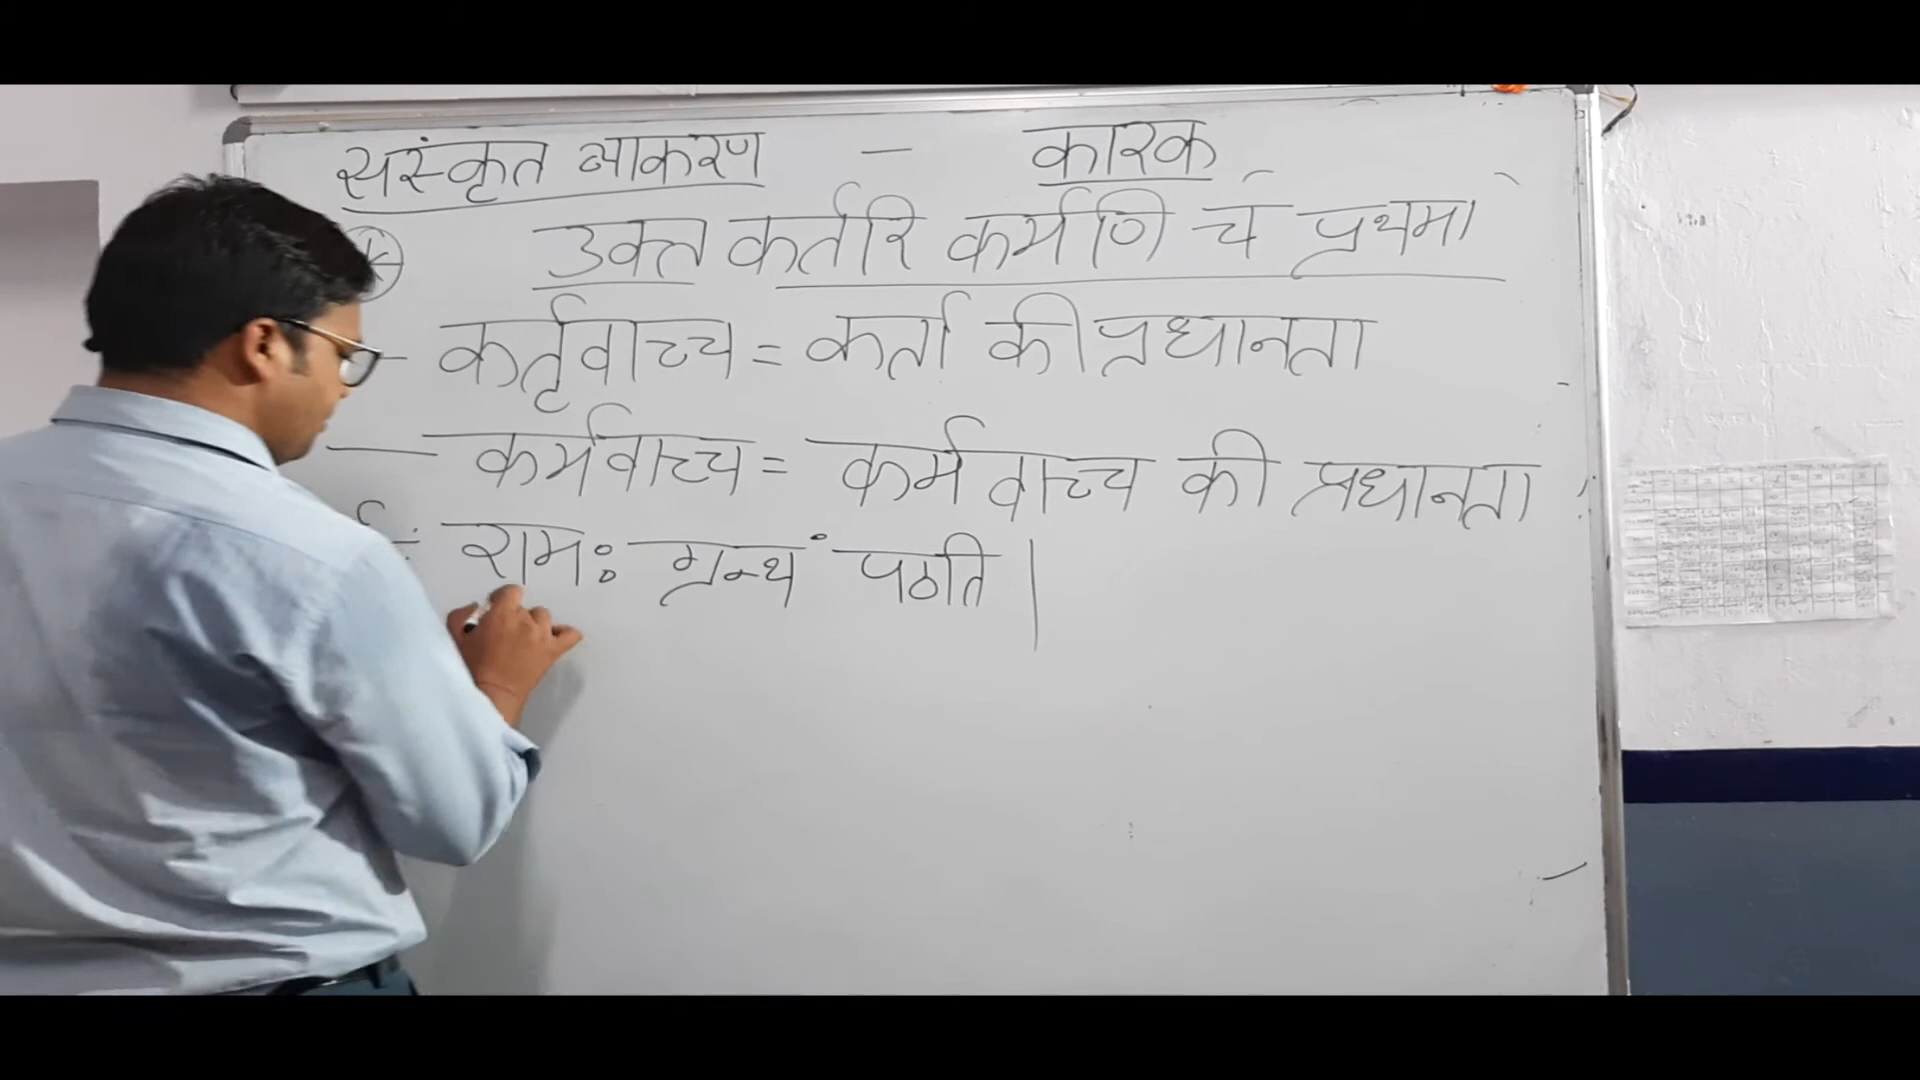 संस्कृत व्याकरण - कारक
उक्त कर्तरि कर्मणि च प्रथमा
- कर्तृवाच्य = कर्ता की प्रधानता
- कर्मवाच्य = कर्म वाच्य की प्रधानता
रामः ग्रन्थं पठति |